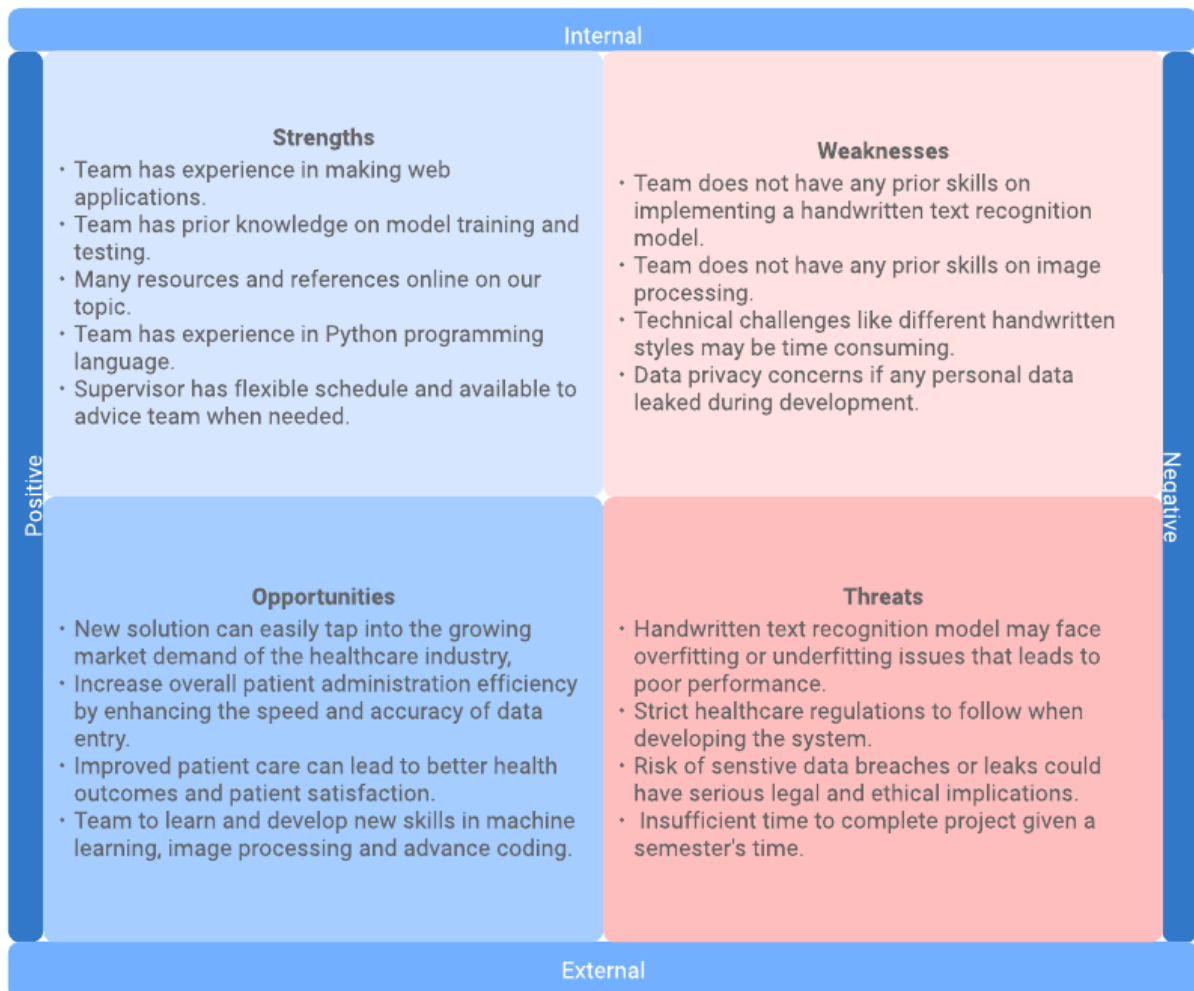 Internal
Strengths
· Team has experience in making web
applications.
· Team has prior knowledge on model training and
testing.
· Many resources and references online on our
topic.
· Team has experience in Python programming
language.
· Supervisor has flexible schedule and available to
advice team when needed.
Weaknesses
· Team does not have any prior skills on
implementing a handwritten text recognition
model.
· Team does not have any prior skills on image
processing.
· Technical challenges like different handwritten
styles may be time consuming.
· Data privacy concerns if any personal data
leaked during development.
Positive
Negative
Opportunities
· New solution can easily tap into the growing
market demand of the healthcare industry,
· Increase overall patient administration efficiency
by enhancing the speed and accuracy of data
entry.
· Improved patient care can lead to better health
outcomes and patient satisfaction.
· Team to learn and develop new skills in machine
learning, image processing and advance coding.
Threats
· Handwritten text recognition model may face
overfitting or underfitting issues that leads to
poor performance.
· Strict healthcare regulations to follow when
developing the system.
· Risk of senstive data breaches or leaks could
have serious legal and ethical implications.
· Insufficient time to complete project given a
semester's time.
External